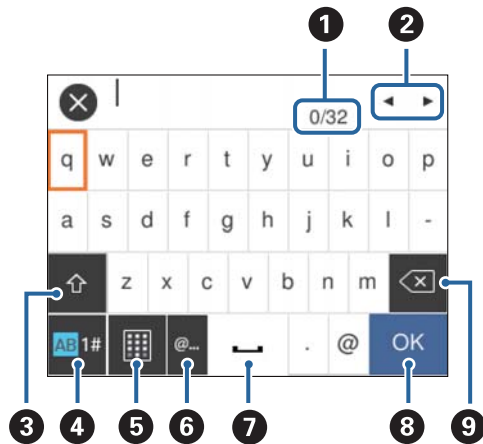 1 2
0/32 ◄ ►
q w e r t y u i o p
a s d f g h j k l -
z x c v b n m
AB 1# @... . @ OK
3 4 5 6 7 8 9